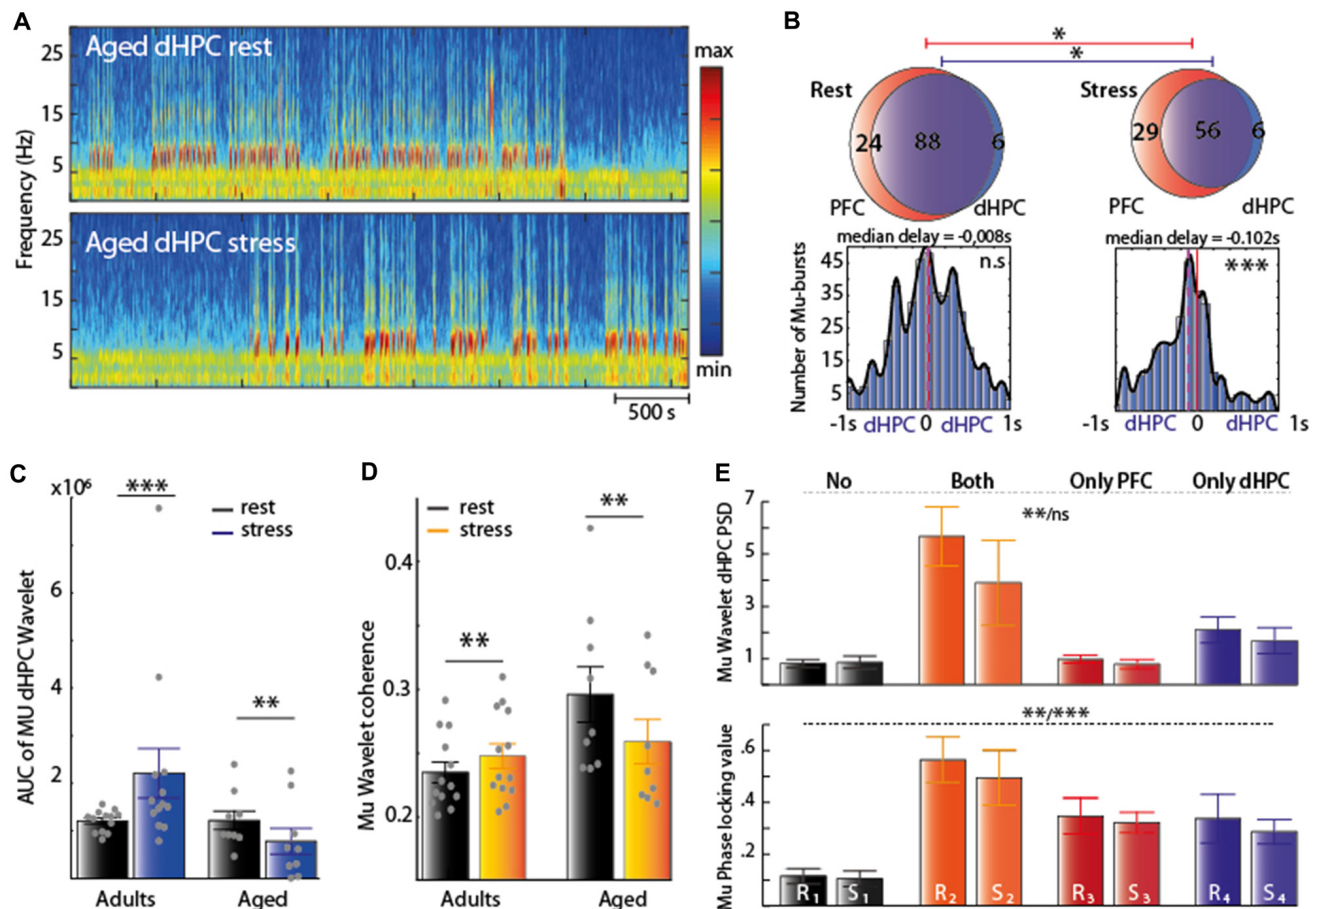 A
Aged dHPC rest
25
15
5
Aged dHPC stress
25
15
5
Frequency (Hz)
max
min
500 s
B
*
*
Rest
24
88
6
PFC
dHPC
Stress
29
56
6
PFC
dHPC
median delay = -0,008s
n.s
Number of Mu-bursts
45
35
25
15
5
-1s dHPC 0 dHPC 1s
median delay = -0.102s
***
-1s dHPC 0 dHPC 1s
C
x10⁶
***
rest
stress
**
AUC of MU dHPC Wavelet
6
4
2
Adults
Aged
D
rest
stress
**
**
Mu Wavelet coherence
0.4
0.3
0.2
Adults
Aged
E
No
Both
Only PFC
Only dHPC
**/ns
Mu Wavelet dHPC PSD
7
5
3
1
**/***
Mu Phase locking value
.6
.4
.2
R₁ S₁ R₂ S₂ R₃ S₃ R₄ S₄